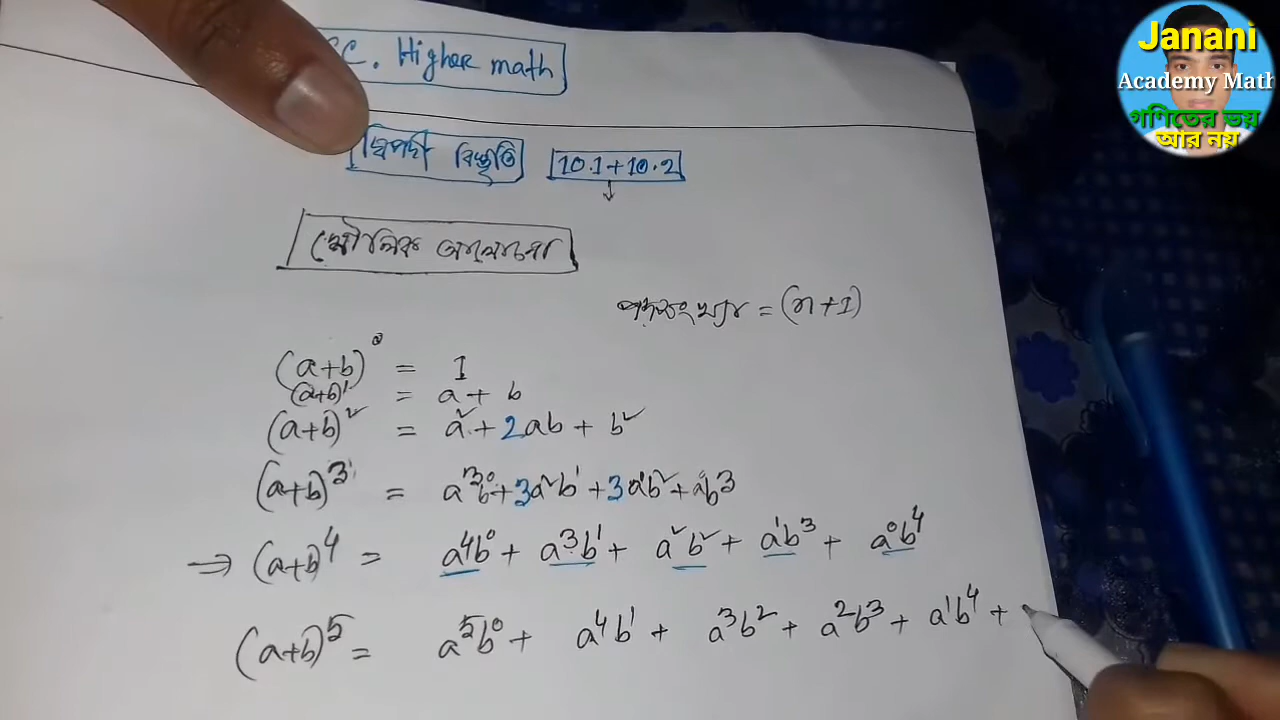 Janani
Academy Math
গণিতের ভয়
আর নয়
SC. Higher math
দ্বিপদী বিস্তৃতি 10.1+10.2
↓
মৌলিক আলোচনা
পদসংখ্যা = (n+1)
(a+b)⁰ = 1
(a+b)¹ = a + b
(a+b)² = a² + 2ab + b²
(a+b)³ = a³b⁰ + 3a²b¹ + 3a¹b² + a⁰b³
⇒ (a+b)⁴ = a⁴b⁰ + a³b¹ + a²b² + a¹b³ + a⁰b⁴
(a+b)⁵ = a⁵b⁰ + a⁴b¹ + a³b² + a²b³ + a¹b⁴ +